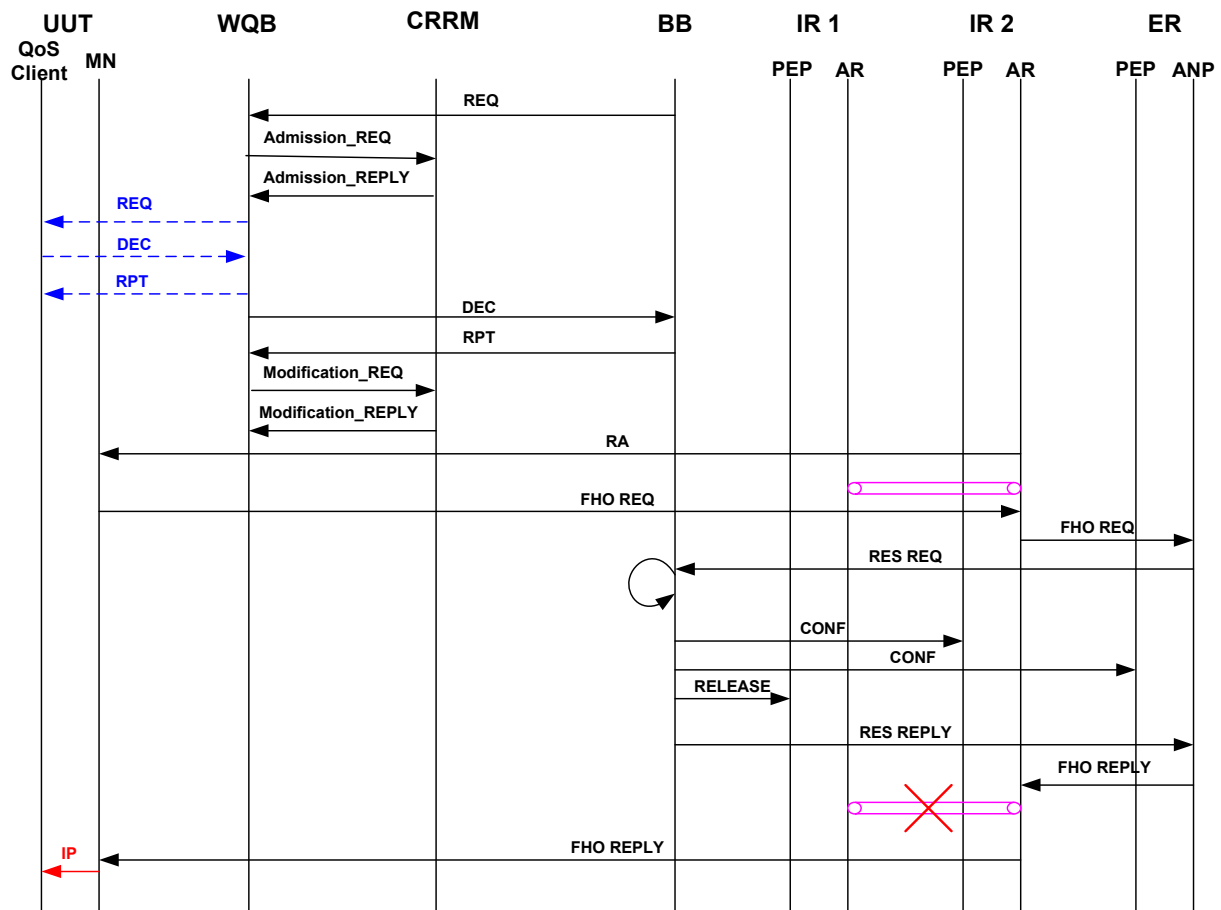 UUT WQB CRRM BB IR 1 IR 2 ER
QoS Client MN PEP AR PEP AR PEP ANP
REQ
Admission_REQ
Admission_REPLY
REQ
DEC
RPT
DEC
RPT
Modification_REQ
Modification_REPLY
RA
FHO REQ
FHO REQ
RES REQ
CONF
CONF
RELEASE
RES REPLY
FHO REPLY
FHO REPLY
IP